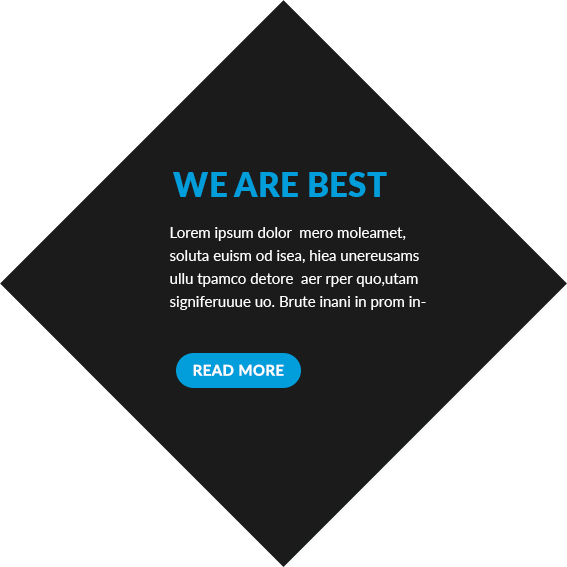 WE ARE BEST
Lorem ipsum dolor  mero moleamet,
soluta euism od isea, hiea unereusams
ullu tpamco detore  aer rper quo,utam
signiferuuue uo. Brute inani in prom in-
READ MORE